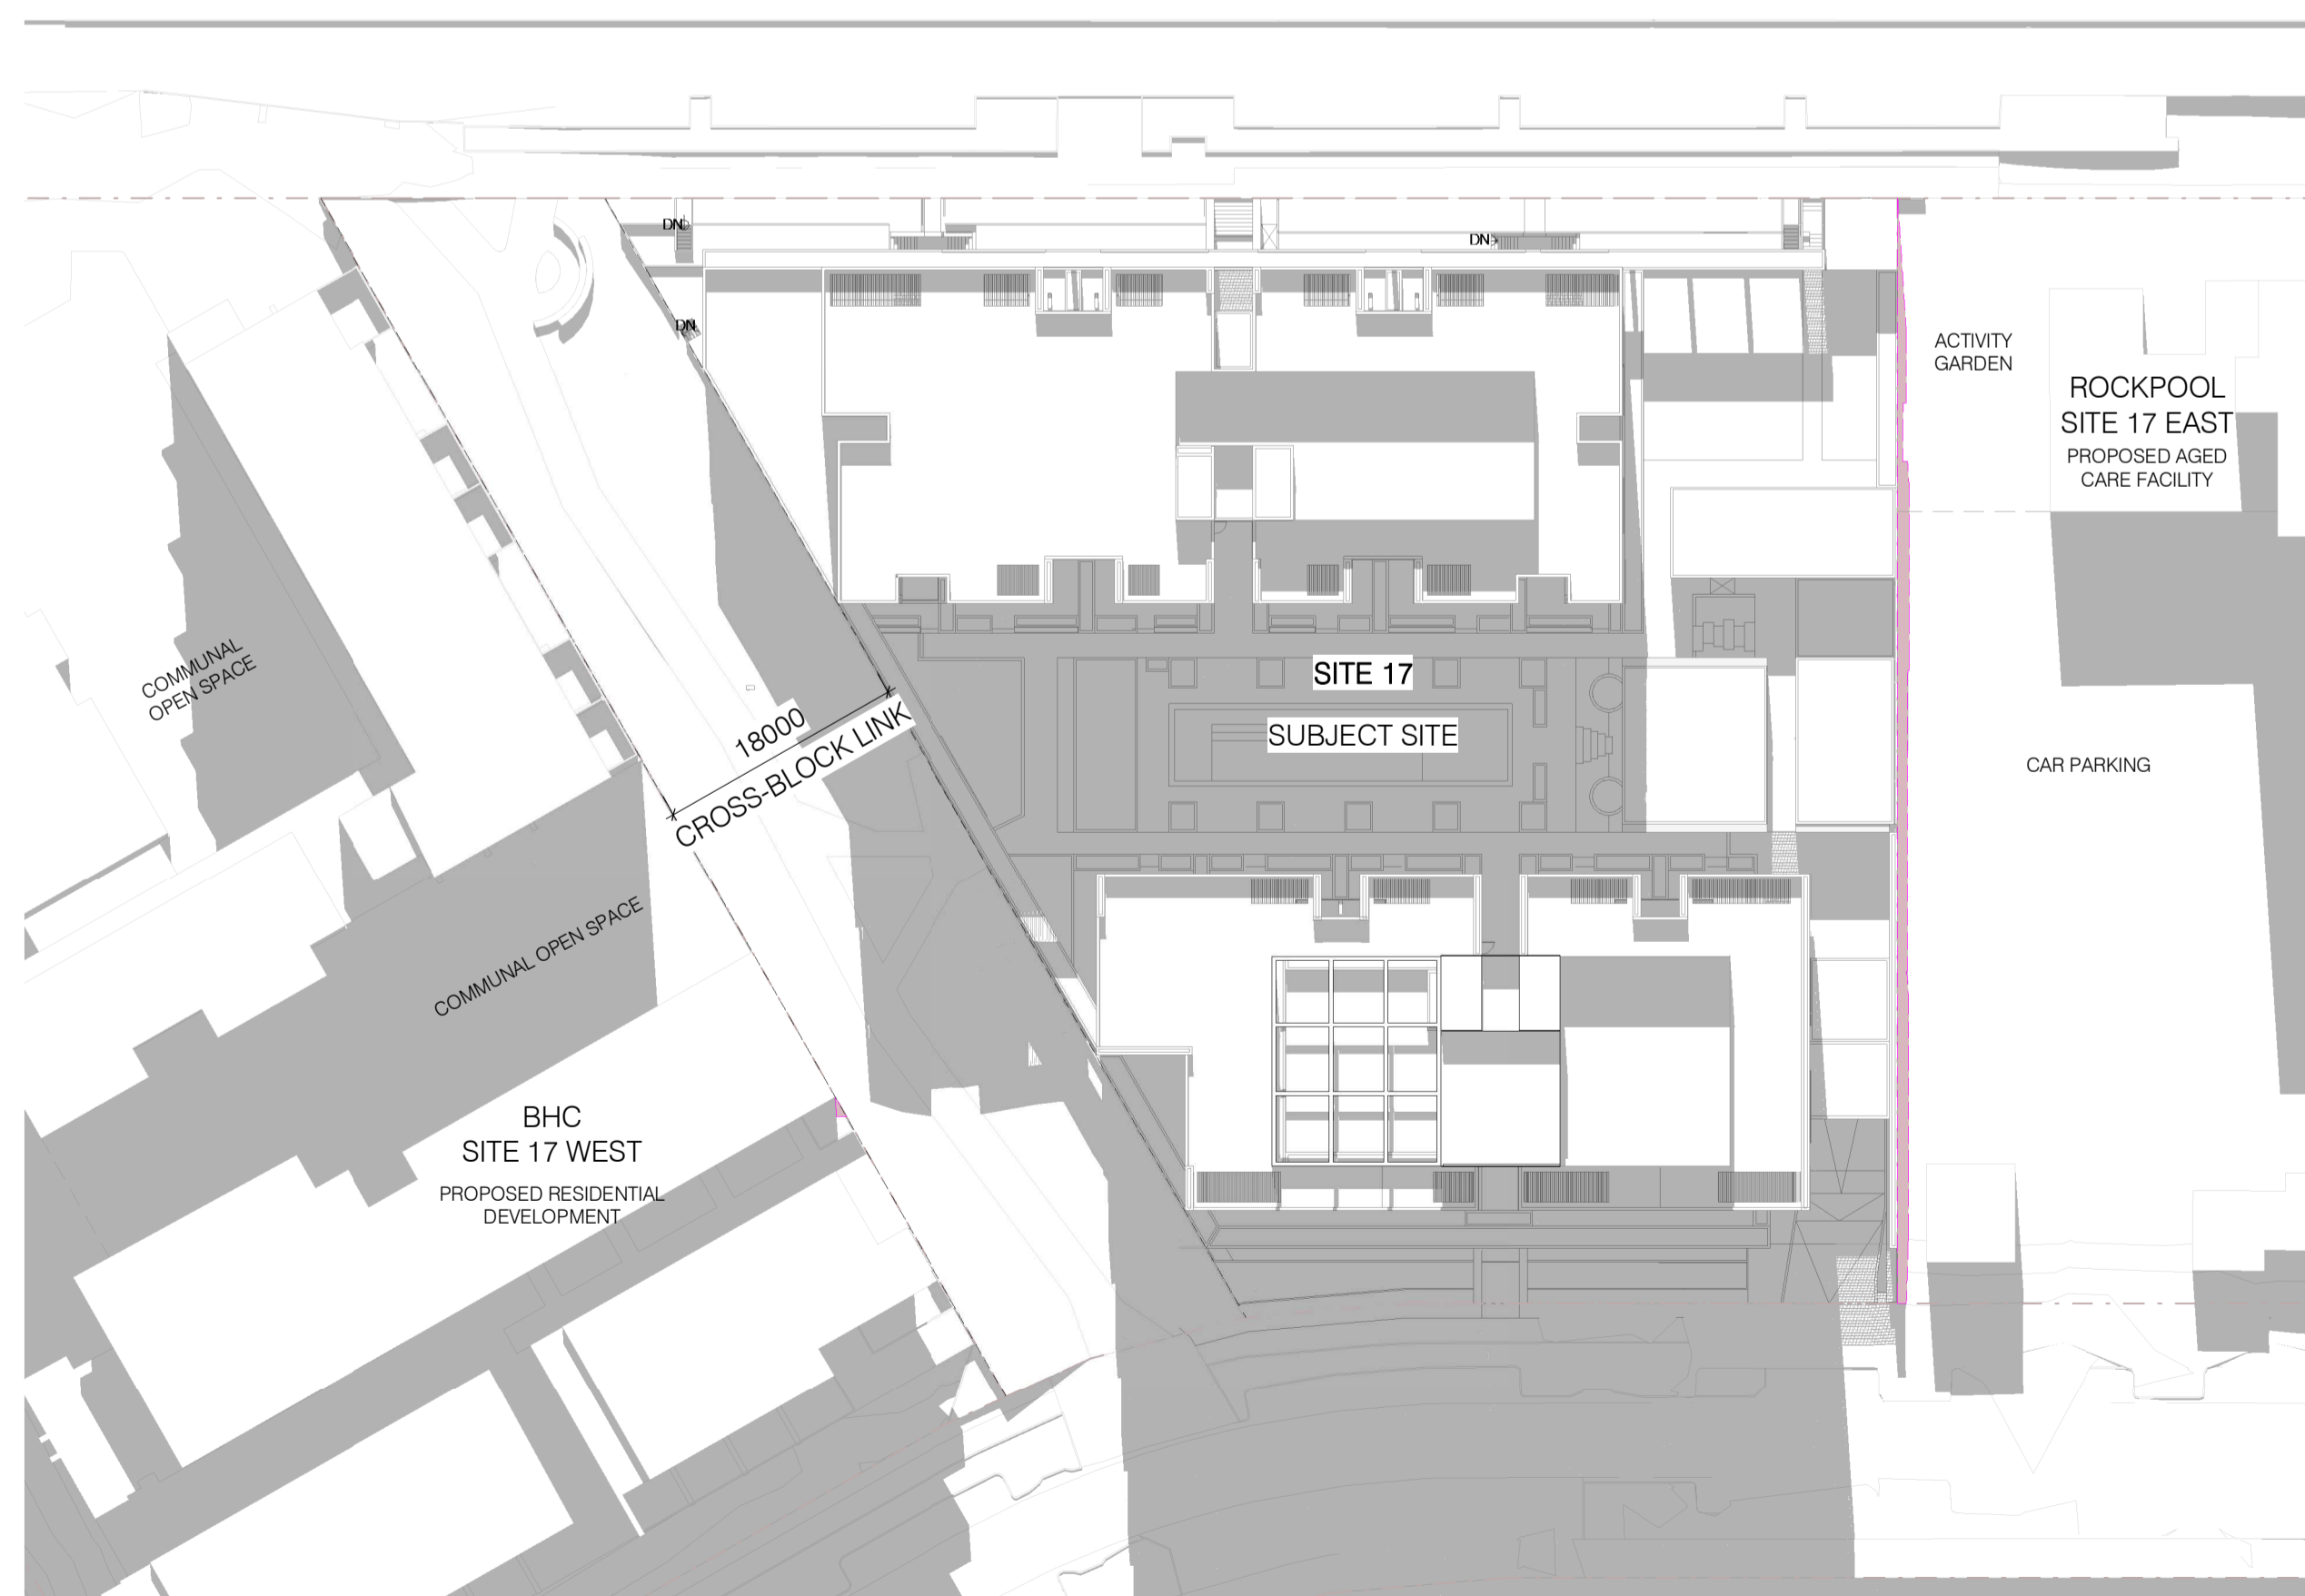 DN
DN
DN
ACTIVITY
GARDEN
ROCKPOOL
SITE 17 EAST
PROPOSED AGED
CARE FACILITY
COMMUNAL
OPEN SPACE
18000
CROSS-BLOCK LINK
SITE 17
SUBJECT SITE
CAR PARKING
COMMUNAL OPEN SPACE
BHC
SITE 17 WEST
PROPOSED RESIDENTIAL
DEVELOPMENT